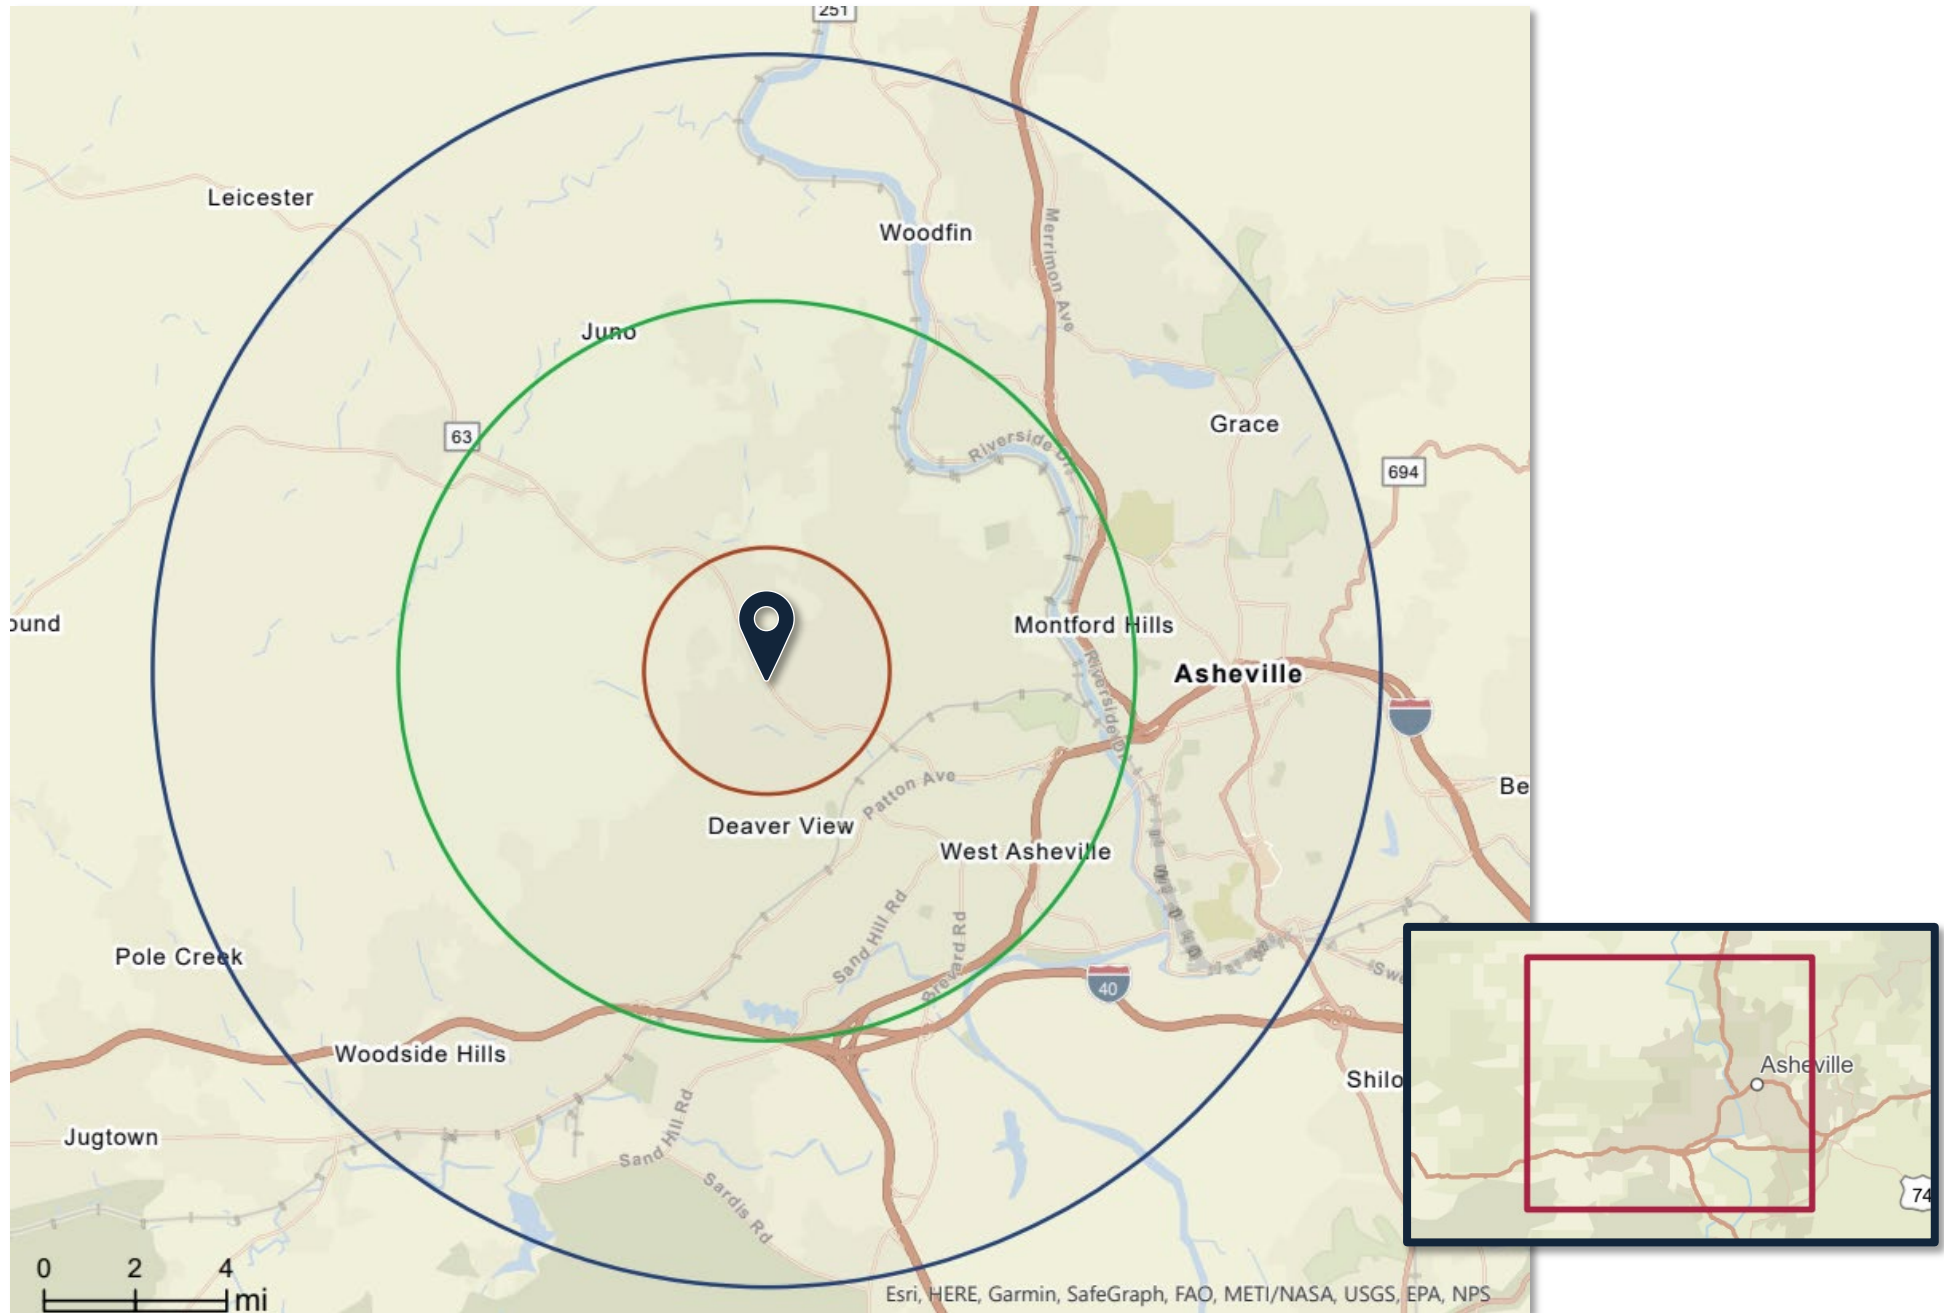 251
Leicester
Woodfin
Merrimon Ave
Juno
Grace
63
Riverside Dr
694
ound
Montford Hills
Asheville
Riverside Dr
Patton Ave
Be
Deaver View
West Asheville
Sand Hill Rd
Brevard Rd
Pole Creek
Swe
40
Woodside Hills
Shilo
Asheville
Jugtown
Sand Hill Rd
Sardis Rd
74
0 2 4
mi
Esri, HERE, Garmin, SafeGraph, FAO, METI/NASA, USGS, EPA, NPS